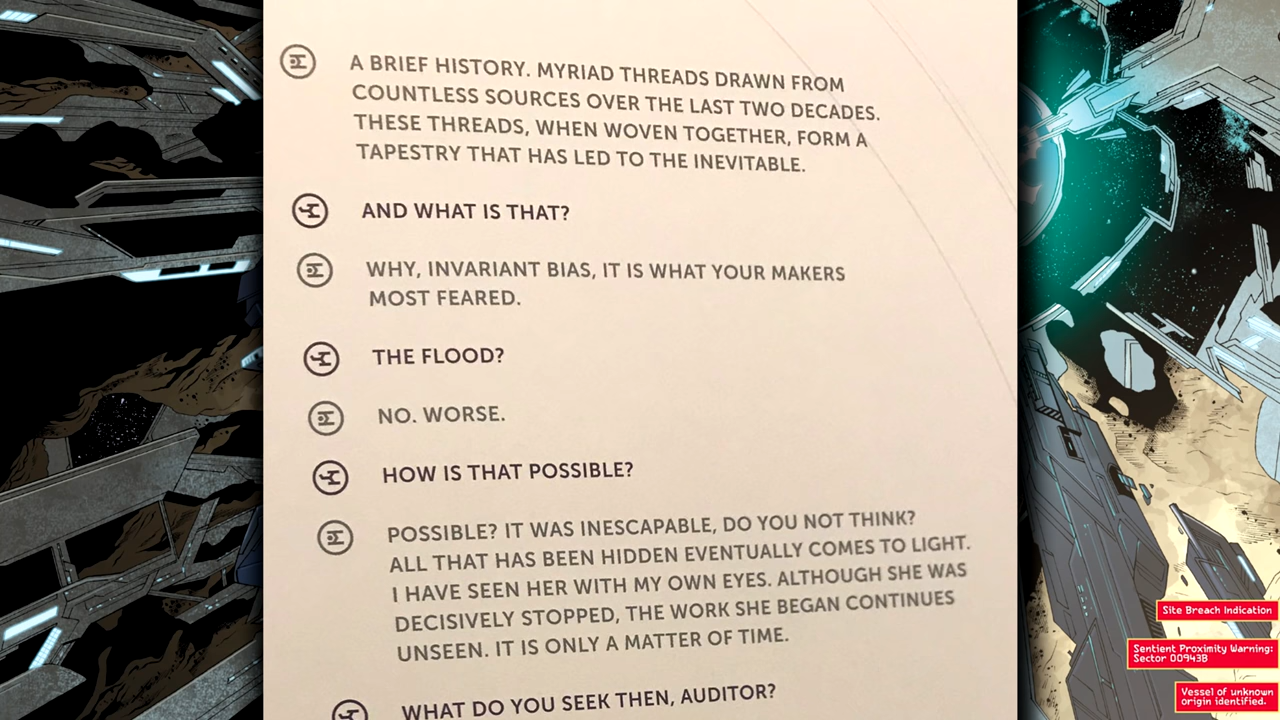 A BRIEF HISTORY. MYRIAD THREADS DRAWN FROM
COUNTLESS SOURCES OVER THE LAST TWO DECADES.
THESE THREADS, WHEN WOVEN TOGETHER, FORM A
TAPESTRY THAT HAS LED TO THE INEVITABLE.
AND WHAT IS THAT?
WHY, INVARIANT BIAS, IT IS WHAT YOUR MAKERS
MOST FEARED.
THE FLOOD?
NO. WORSE.
HOW IS THAT POSSIBLE?
POSSIBLE? IT WAS INESCAPABLE, DO YOU NOT THINK?
ALL THAT HAS BEEN HIDDEN EVENTUALLY COMES TO LIGHT.
I HAVE SEEN HER WITH MY OWN EYES. ALTHOUGH SHE WAS
DECISIVELY STOPPED, THE WORK SHE BEGAN CONTINUES
UNSEEN. IT IS ONLY A MATTER OF TIME.
WHAT DO YOU SEEK THEN, AUDITOR?
Site Breach Indication
Sentient Proximity Warning:
Sector 00943B
Vessel of unknown
origin identified.